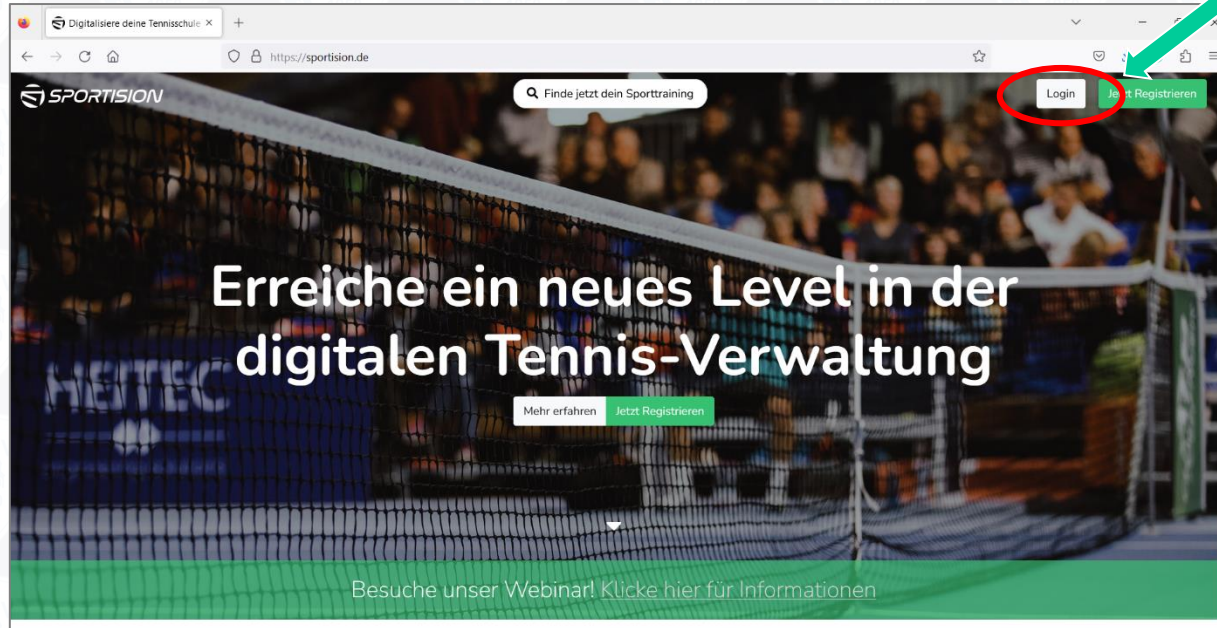 Digitalisiere deine Tennisschule
https://sportision.de
SPORTISION
Finde jetzt dein Sporttraining
Login
Jetzt Registrieren
Erreiche ein neues Level in der
digitalen Tennis-Verwaltung
HEITEC
Mehr erfahren
Jetzt Registrieren
Besuche unser Webinar! Klicke hier für Informationen